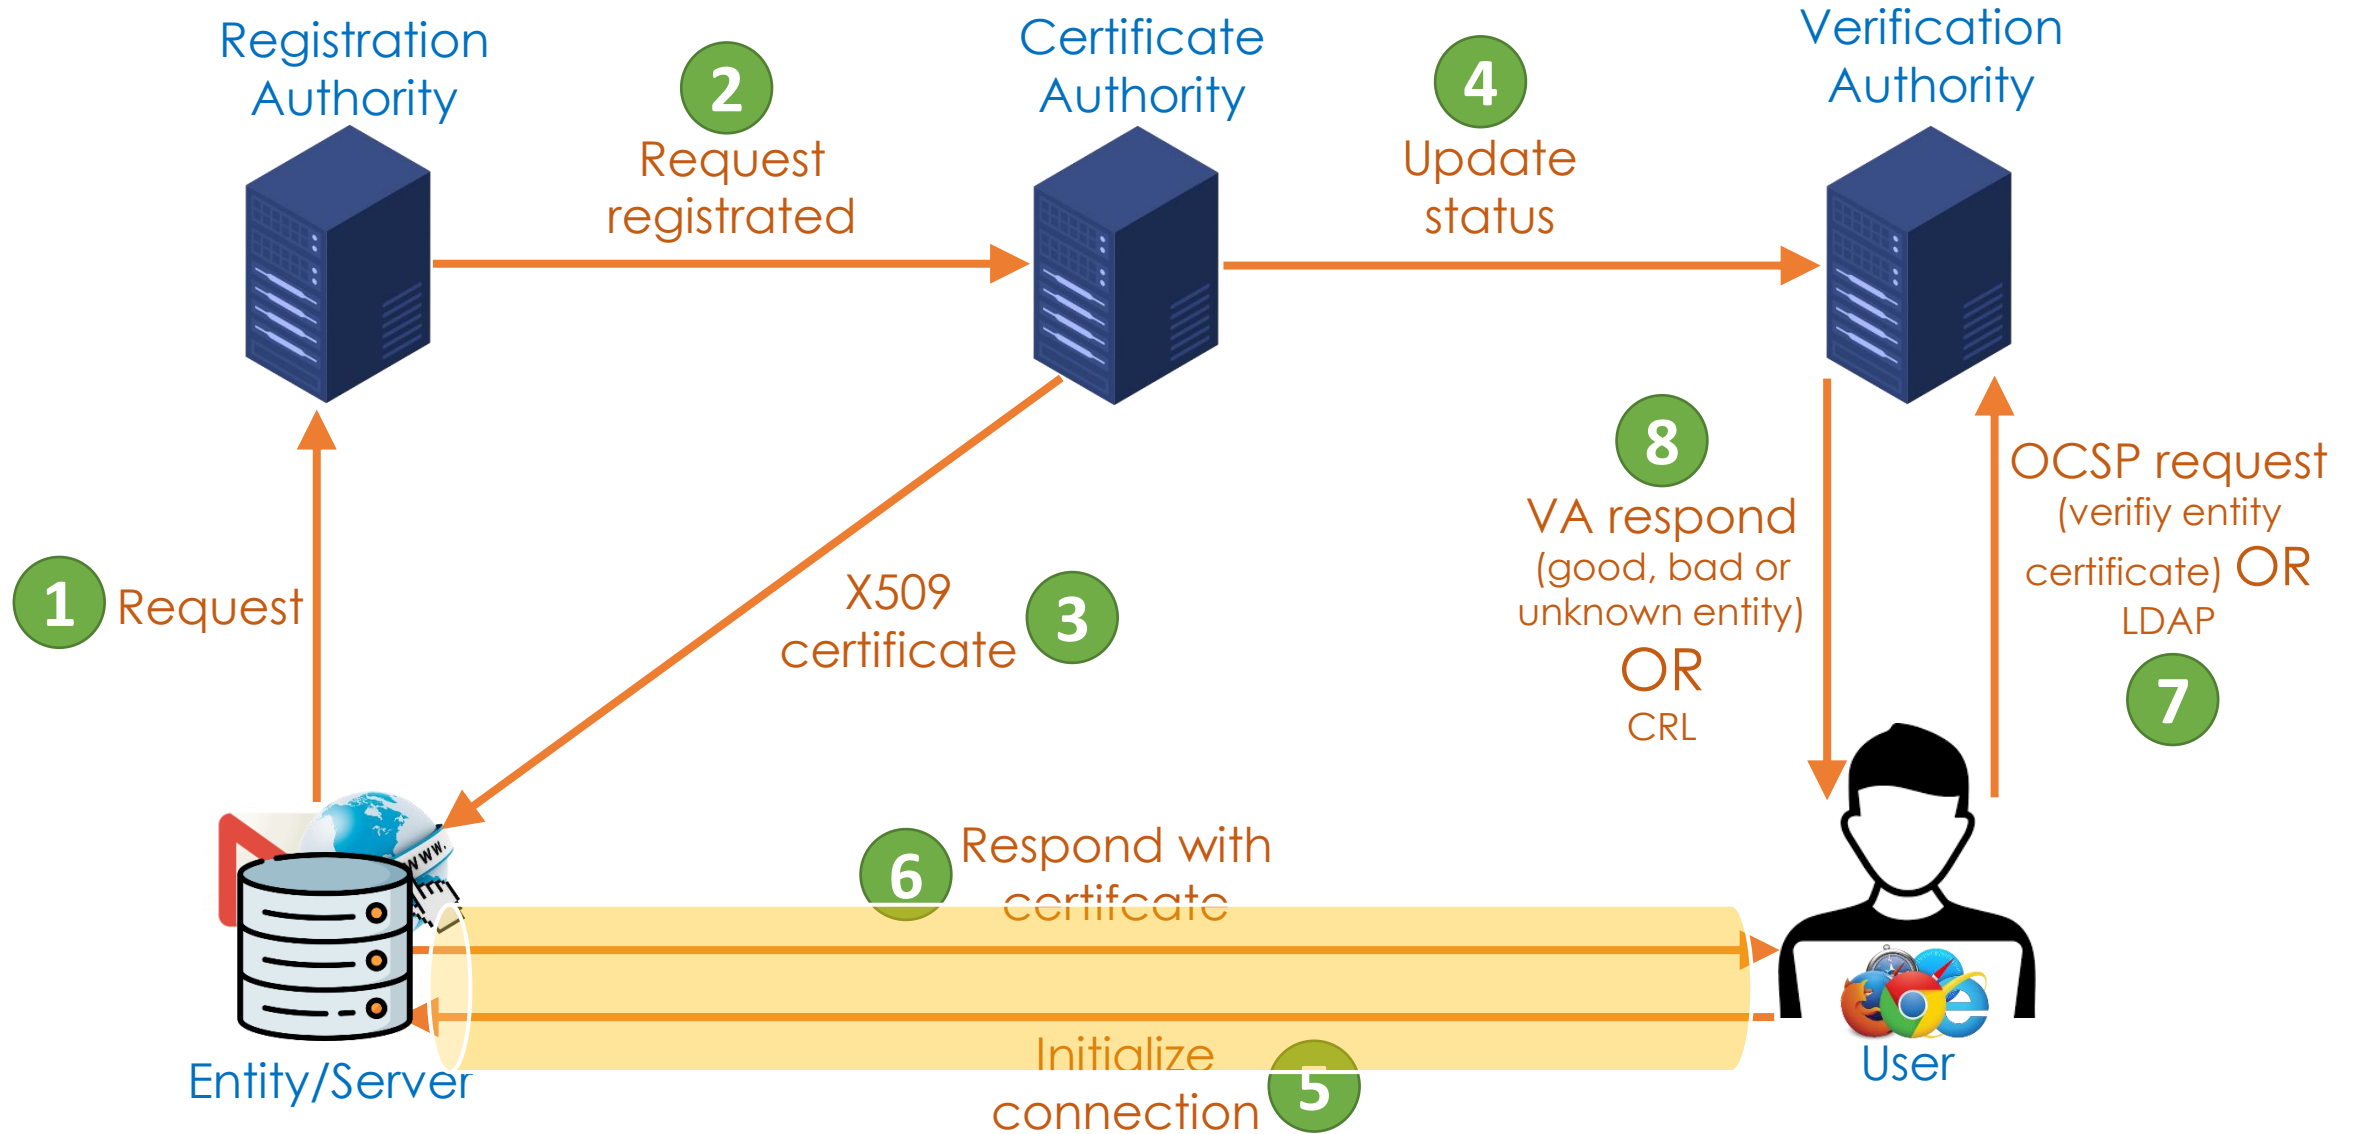 Registration
Authority
2
Request
registrated
Certificate
Authority
4
Update
status
Verification
Authority
1
Request
X509
certificate
3
8
VA respond
(good, bad or
unknown entity)
OR
CRL
OCSP request
(verifiy entity
certificate) OR
LDAP
7
www.
6
Respond with
certifcate
Initialize
connection
5
Entity/Server
User